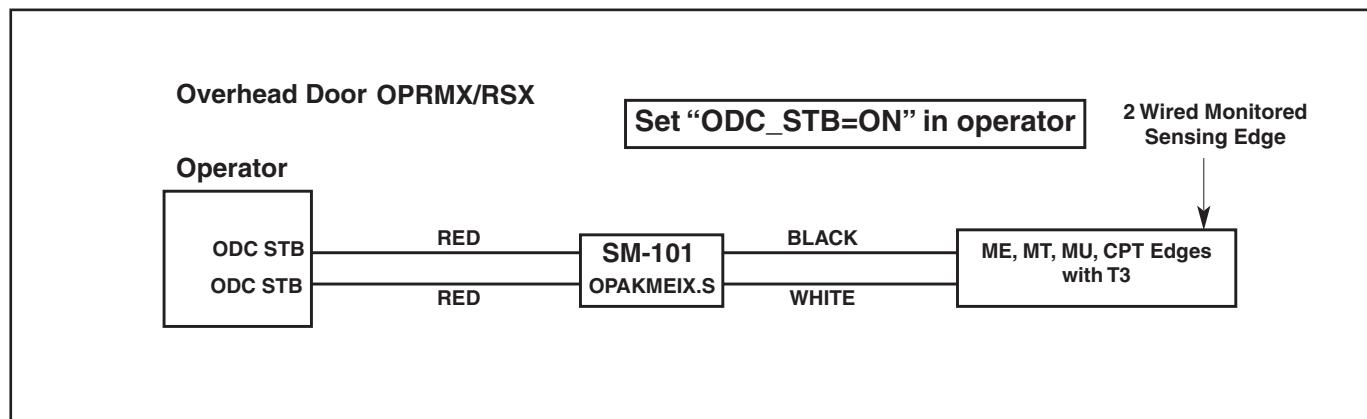 Overhead Door OPRMX/RSX
Set “ODC_STB=ON” in operator
2 Wired Monitored
Sensing Edge
Operator
ODC STB
RED
SM-101
BLACK
ME, MT, MU, CPT Edges
with T3
ODC STB
RED
OPAKMEIX.S
WHITE